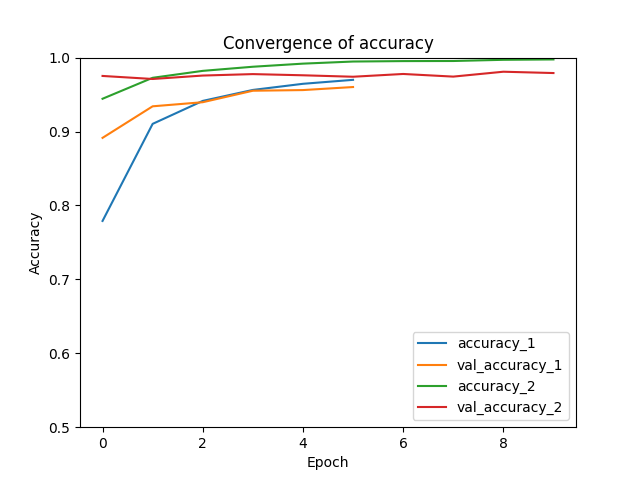 Convergence of accuracy
1.0
0.9
0.8
0.7
0.6
0.5
Accuracy
0 2 4 6 8
Epoch
accuracy_1
val_accuracy_1
accuracy_2
val_accuracy_2